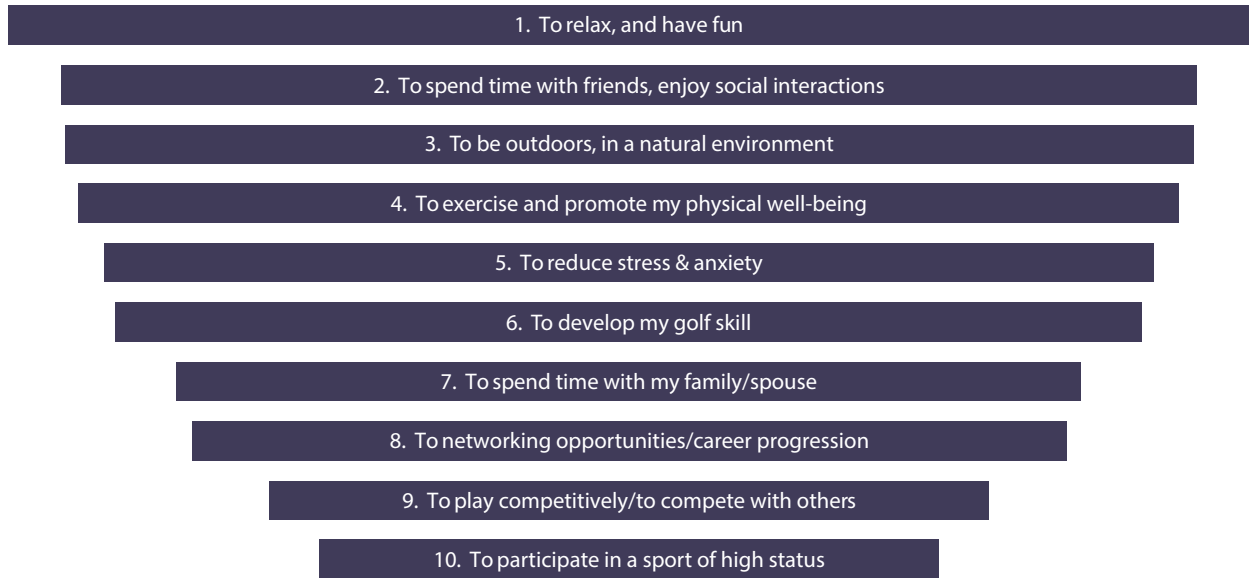 1. To relax, and have fun
2. To spend time with friends, enjoy social interactions
3. To be outdoors, in a natural environment
4. To exercise and promote my physical well-being
5. To reduce stress & anxiety
6. To develop my golf skill
7. To spend time with my family/spouse
8. To networking opportunities/career progression
9. To play competitively/to compete with others
10. To participate in a sport of high status